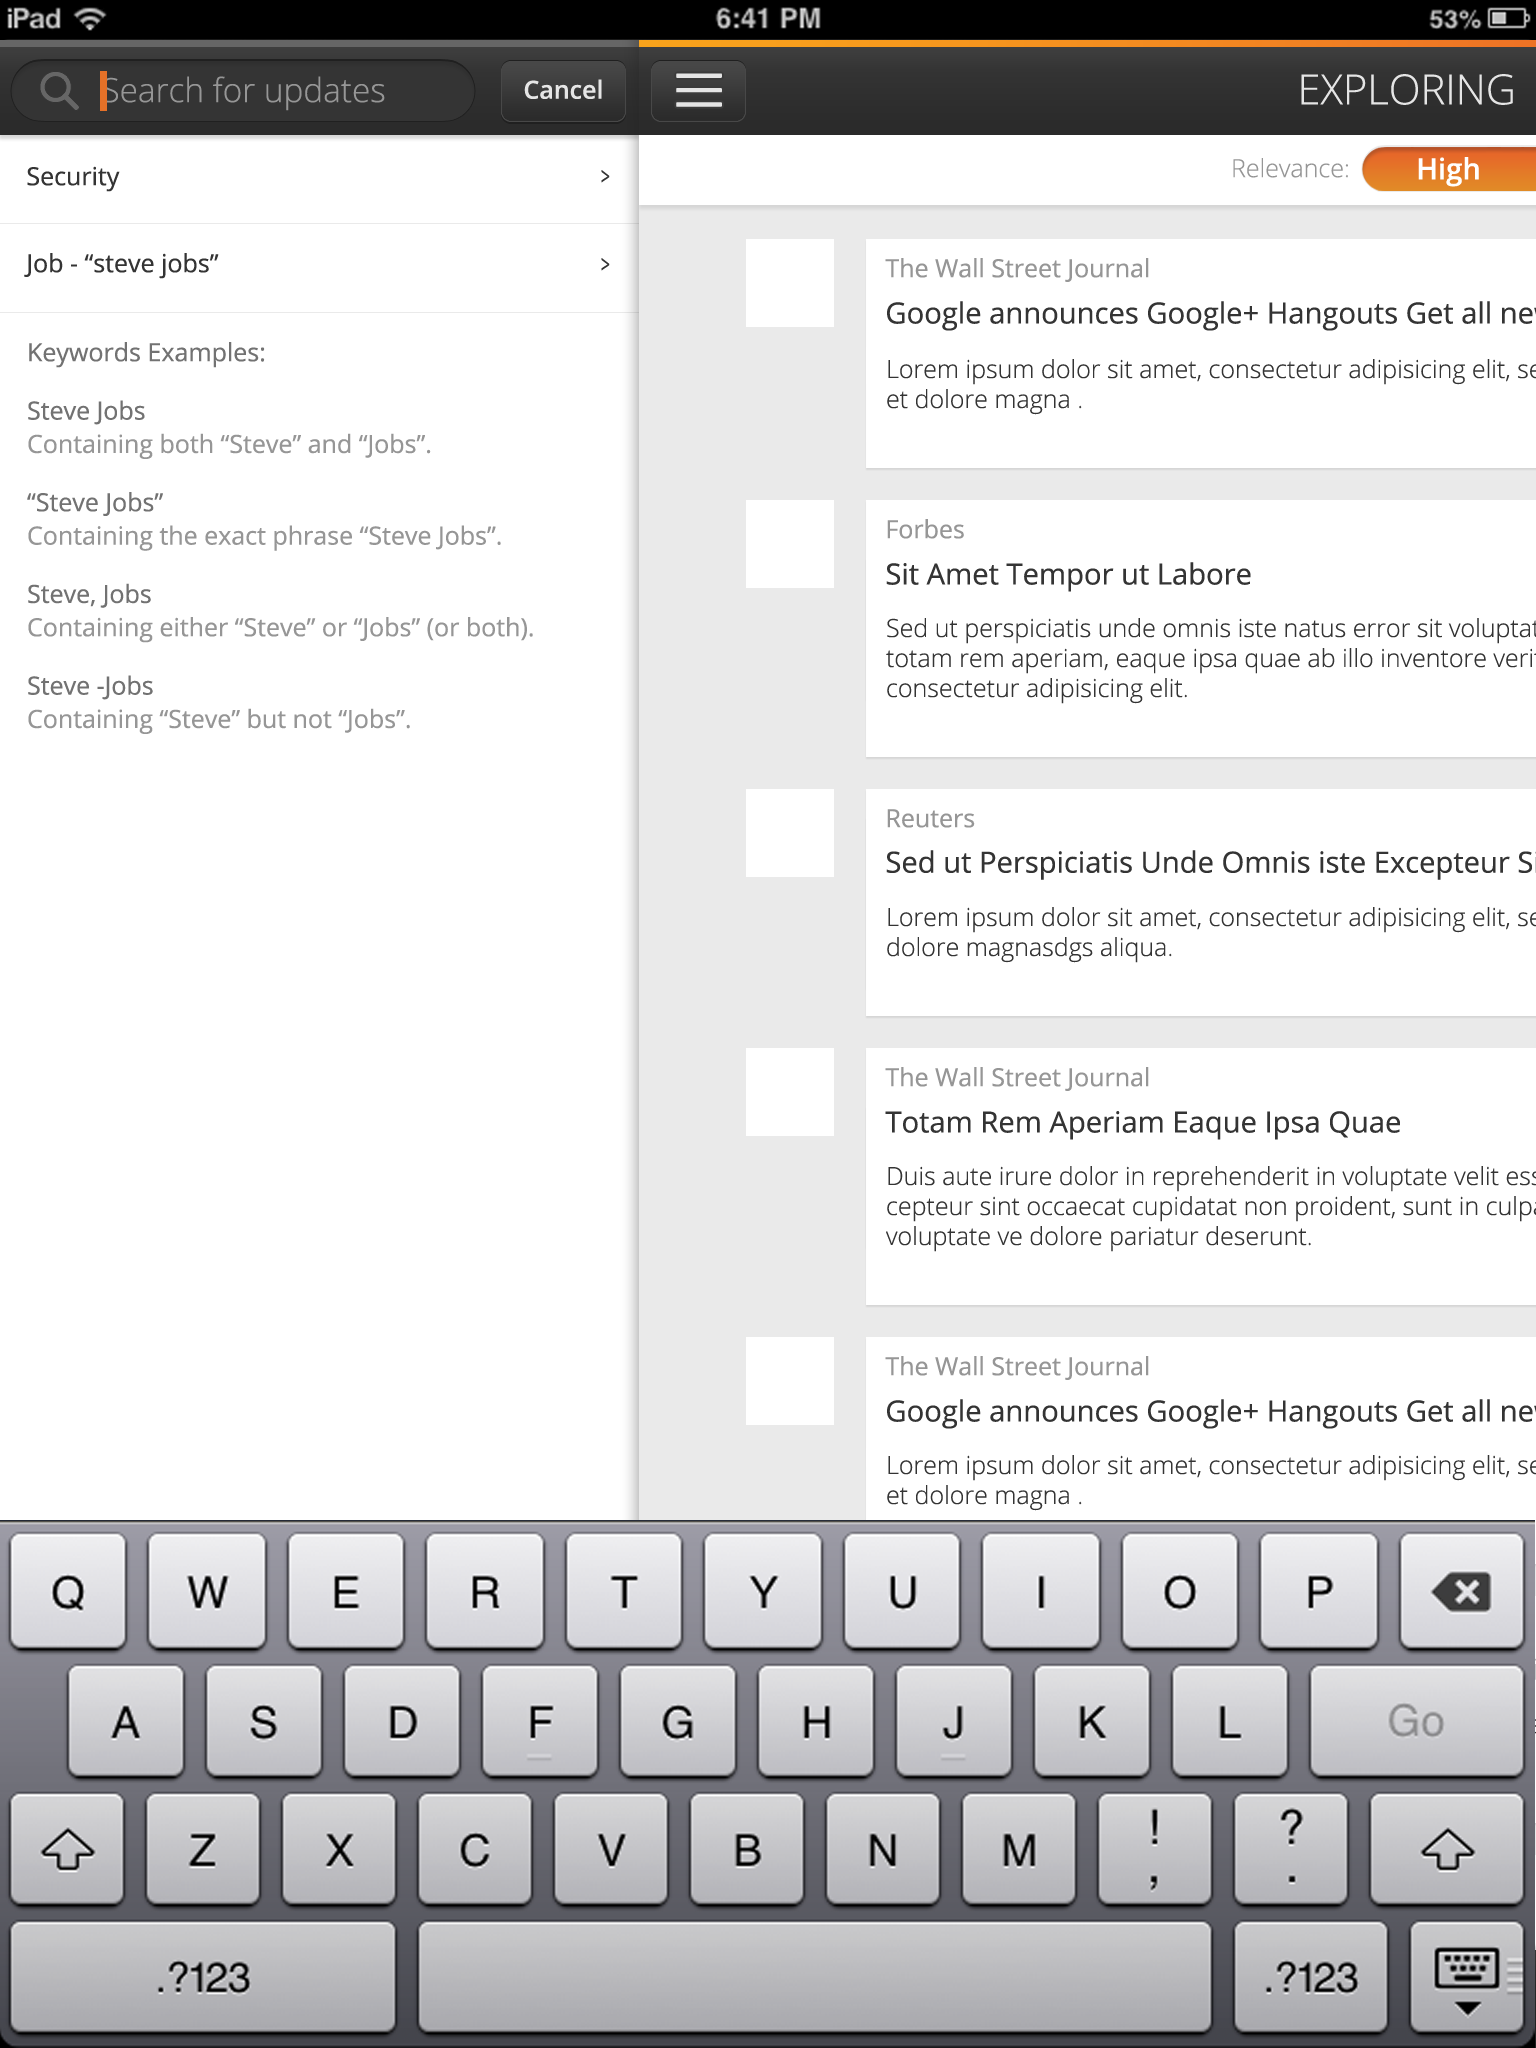 iPad 6:41 PM 53%
Search for updates Cancel EXPLORING
Relevance: High
Security >
Job - “steve jobs” >
Keywords Examples:
Steve Jobs
Containing both “Steve” and “Jobs”.
“Steve Jobs”
Containing the exact phrase “Steve Jobs”.
Steve, Jobs
Containing either “Steve” or “Jobs” (or both).
Steve -Jobs
Containing “Steve” but not “Jobs”.
The Wall Street Journal
Google announces Google+ Hangouts Get all
Lorem ipsum dolor sit amet, consectetur adipisicing elit,
et dolore magna .
Forbes
Sit Amet Tempor ut Labore
Sed ut perspiciatis unde omnis iste natus error sit
totam rem aperiam, eaque ipsa quae ab illo inventore
consectetur adipisicing elit.
Reuters
Sed ut Perspiciatis Unde Omnis iste Excepteur
Lorem ipsum dolor sit amet, consectetur adipisicing elit,
dolore magnasdgs aliqua.
The Wall Street Journal
Totam Rem Aperiam Eaque Ipsa Quae
Duis aute irure dolor in reprehenderit in voluptate velit
cepteur sint occaecat cupidatat non proident, sunt in
voluptate ve dolore pariatur deserunt.
The Wall Street Journal
Google announces Google+ Hangouts Get all
Lorem ipsum dolor sit amet, consectetur adipisicing elit,
et dolore magna .
Q W E R T Y U I O P
A S D F G H J K L Go
Z X C V B N M ! , ? .
.?123 .?123